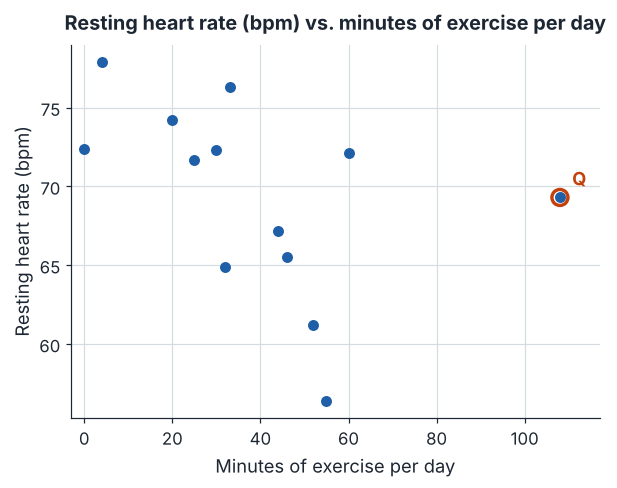 Resting heart rate (bpm) vs. minutes of exercise per day
Resting heart rate (bpm)
75
70
65
60
Q
0 20 40 60 80 100
Minutes of exercise per day